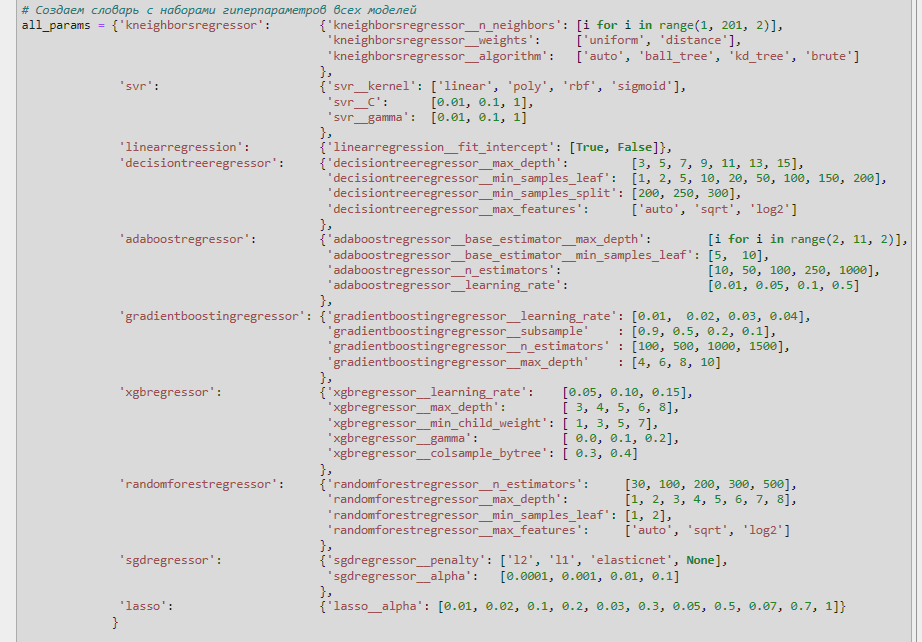 # Создаем словарь с наборами гиперпараметров всех моделей
all_params = {'kneighborsregressor':      {'kneighborsregressor__n_neighbors': [i for i in range(1, 201, 2)],
                                           'kneighborsregressor__weights':     ['uniform', 'distance'],
                                           'kneighborsregressor__algorithm':   ['auto', 'ball_tree', 'kd_tree', 'brute']
                                          },
              'svr':                      {'svr__kernel': ['linear', 'poly', 'rbf', 'sigmoid'],
                                           'svr__C':      [0.01, 0.1, 1],
                                           'svr__gamma':  [0.01, 0.1, 1]
                                          },
              'linearregression':         {'linearregression__fit_intercept': [True, False]},
              'decisiontreeregressor':    {'decisiontreeregressor__max_depth':         [3, 5, 7, 9, 11, 13, 15],
                                           'decisiontreeregressor__min_samples_leaf':  [1, 2, 5, 10, 20, 50, 100, 150, 200],
                                           'decisiontreeregressor__min_samples_split': [200, 250, 300],
                                           'decisiontreeregressor__max_features':      ['auto', 'sqrt', 'log2']
                                          },
              'adaboostregressor':        {'adaboostregressor__base_estimator__max_depth':        [i for i in range(2, 11, 2)],
                                           'adaboostregressor__base_estimator__min_samples_leaf': [5,  10],
                                           'adaboostregressor__n_estimators':                     [10, 50, 100, 250, 1000],
                                           'adaboostregressor__learning_rate':                    [0.01, 0.05, 0.1, 0.5]
                                          },
              'gradientboostingregressor': {'gradientboostingregressor__learning_rate': [0.01,  0.02, 0.03, 0.04],
                                           'gradientboostingregressor__subsample'    : [0.9, 0.5, 0.2, 0.1],
                                           'gradientboostingregressor__n_estimators' : [100, 500, 1000, 1500],
                                           'gradientboostingregressor__max_depth'    : [4, 6, 8, 10]
                                          },
              'xgbregressor':             {'xgbregressor__learning_rate':    [0.05, 0.10, 0.15],
                                           'xgbregressor__max_depth':        [ 3, 4, 5, 6, 8],
                                           'xgbregressor__min_child_weight': [ 1, 3, 5, 7],
                                           'xgbregressor__gamma':            [ 0.0, 0.1, 0.2],
                                           'xgbregressor__colsample_bytree': [ 0.3, 0.4]
                                          },
              'randomforestregressor':    {'randomforestregressor__n_estimators':     [30, 100, 200, 300, 500],
                                           'randomforestregressor__max_depth':        [1, 2, 3, 4, 5, 6, 7, 8],
                                           'randomforestregressor__min_samples_leaf': [1, 2],
                                           'randomforestregressor__max_features':     ['auto', 'sqrt', 'log2']
                                          },
              'sgdregressor':             {'sgdregressor__penalty': ['l2', 'l1', 'elasticnet', None],
                                           'sgdregressor__alpha':   [0.0001, 0.001, 0.01, 0.1]
                                          },
              'lasso':                    {'lasso__alpha': [0.01, 0.02, 0.1, 0.2, 0.03, 0.3, 0.05, 0.5, 0.07, 0.7, 1]}
             }